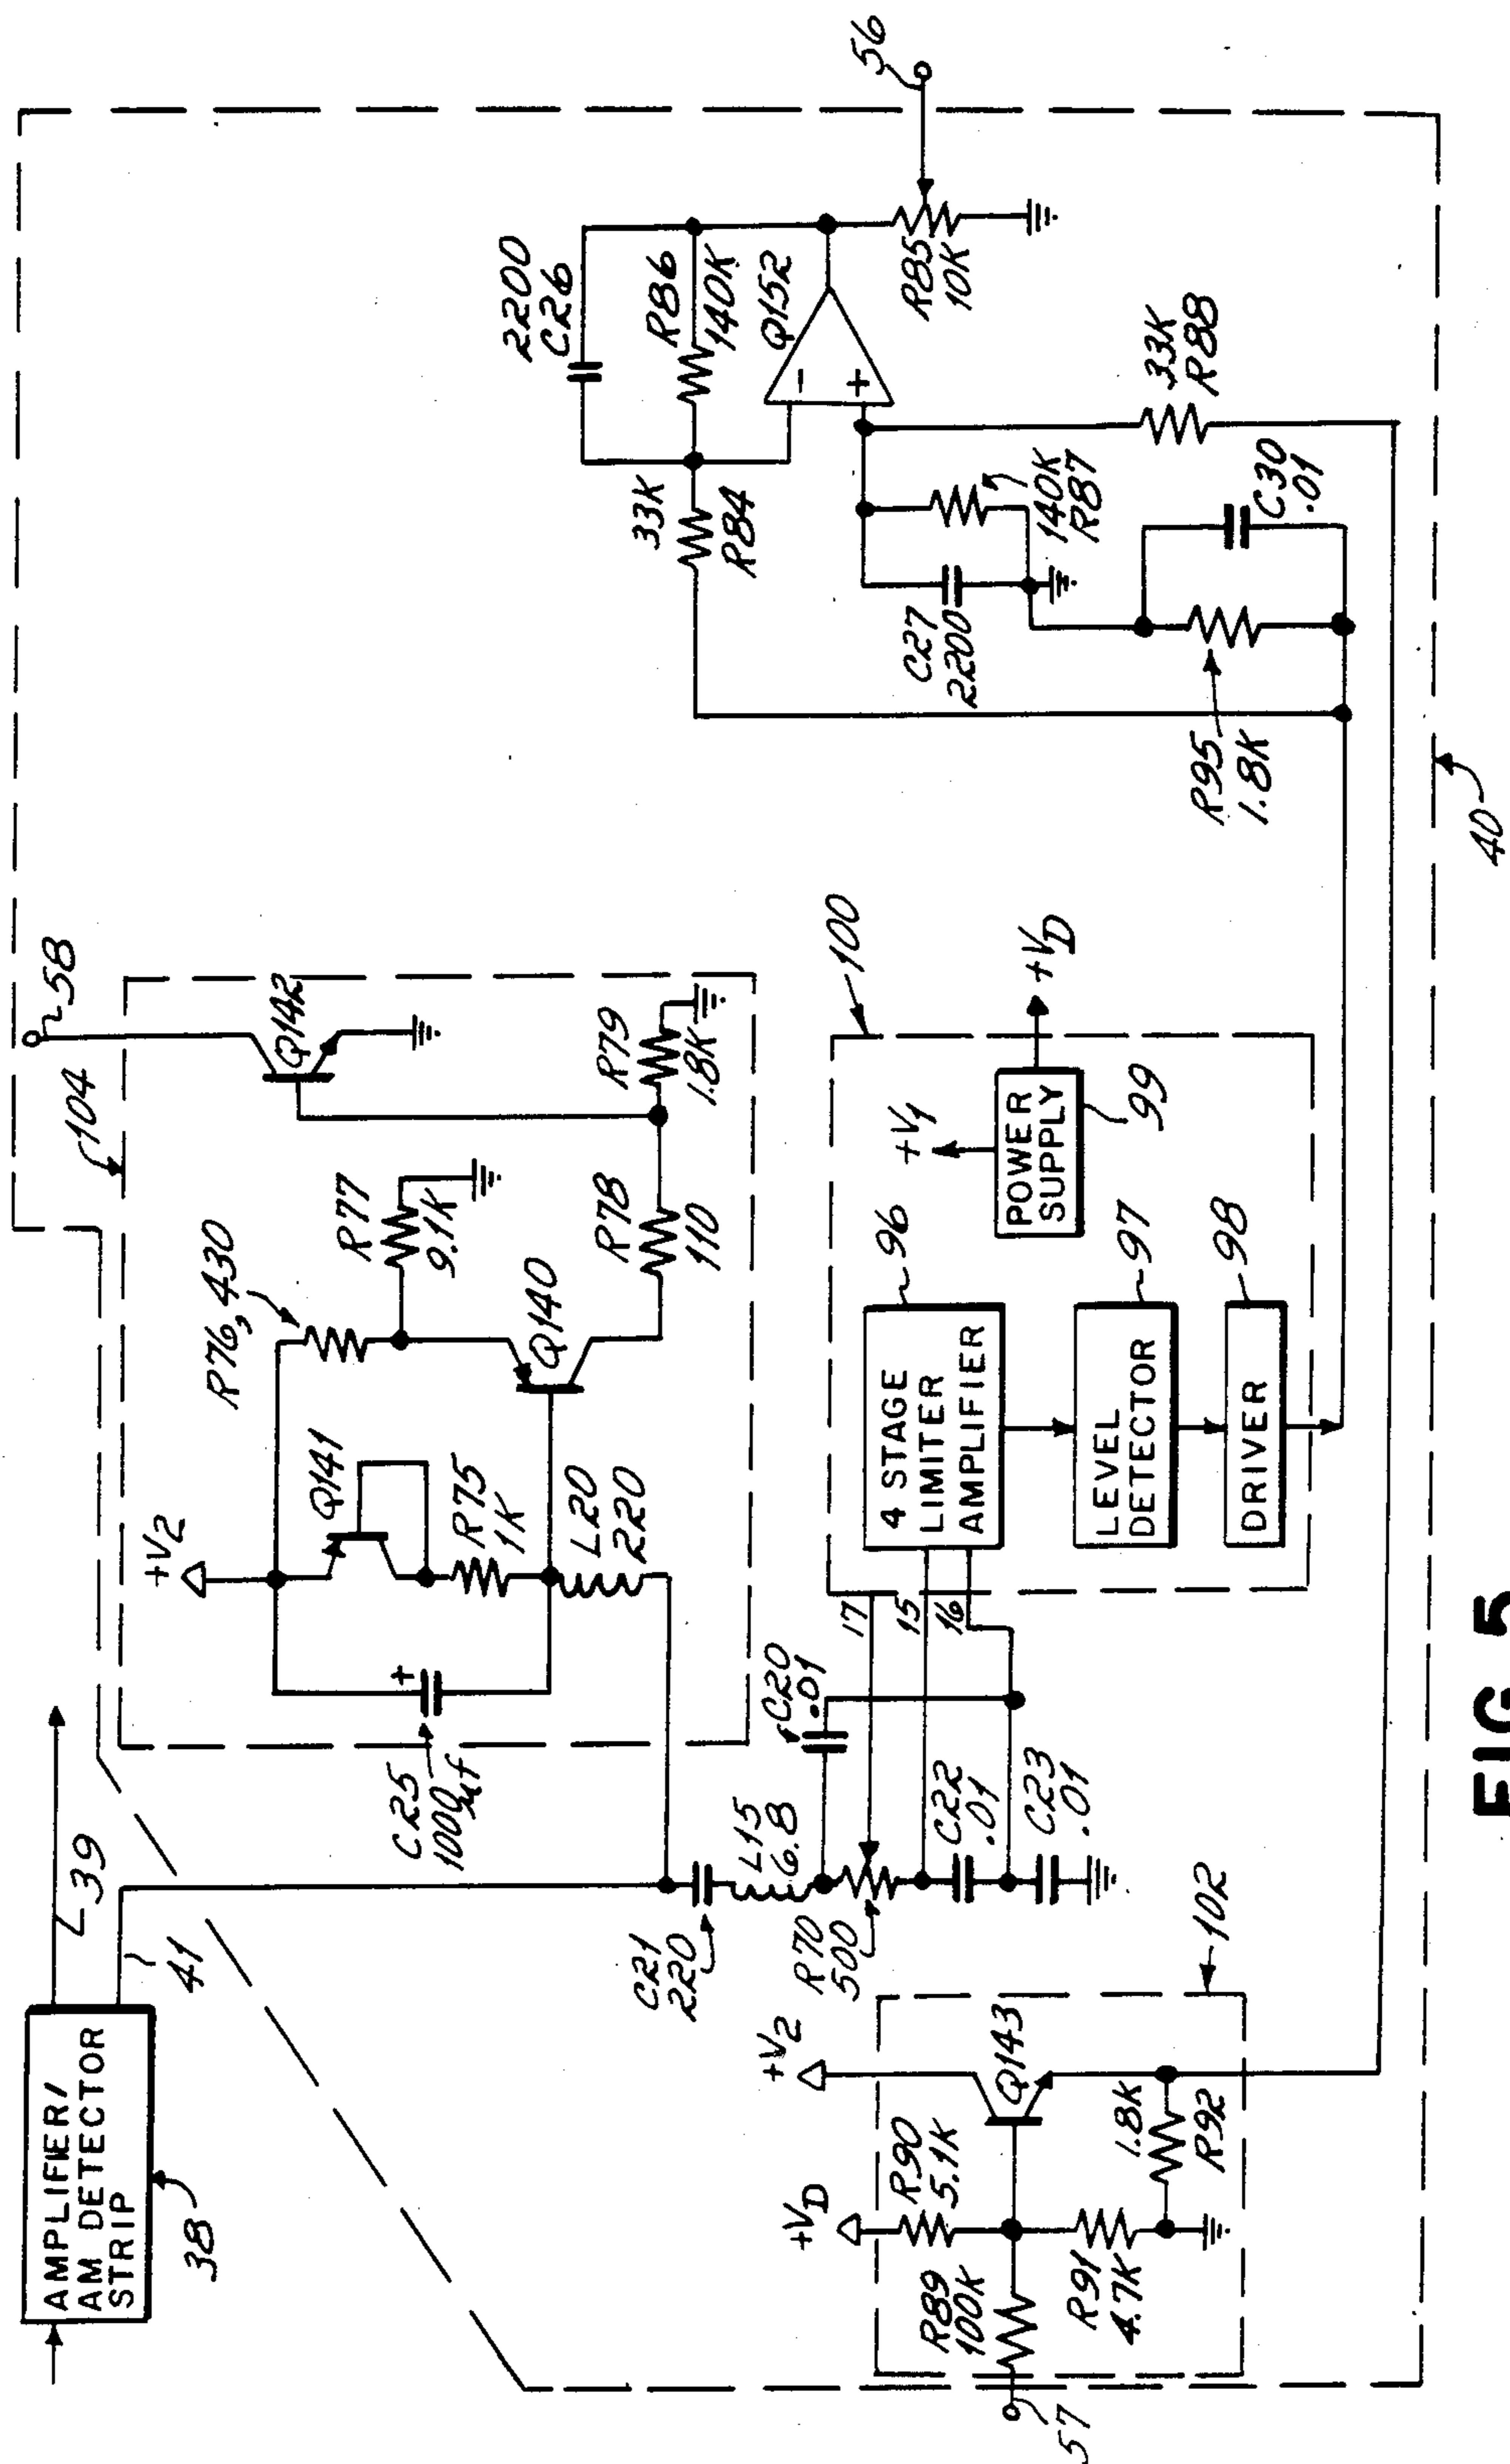 AMPLIFIER/
AM DETECTOR
STRIP
38
39
41
+V2
Q141
R75
1K
L20
220
C25
100µf
R76, 430
R77
9.1K
Q140
R78
110
R79
1.8K
Q142
104
58
C21
220
L15
6.8
C20
.01
R70
500
C22
.01
C23
.01
17
15
16
4 STAGE
LIMITER
AMPLIFIER
96
LEVEL
DETECTOR
97
DRIVER
98
POWER
SUPPLY
99
+V1
+VD
100
+VD
R90
5.1K
R89
100K
R91
4.7K
+V2
Q143
1.8K
R92
102
57
2200
C26
R86
140K
33K
R84
Q152
-
+
R85
10K
56
C27
2200
140K
R87
33K
R88
C30
.01
R95
1.8K
40
FIG. 5